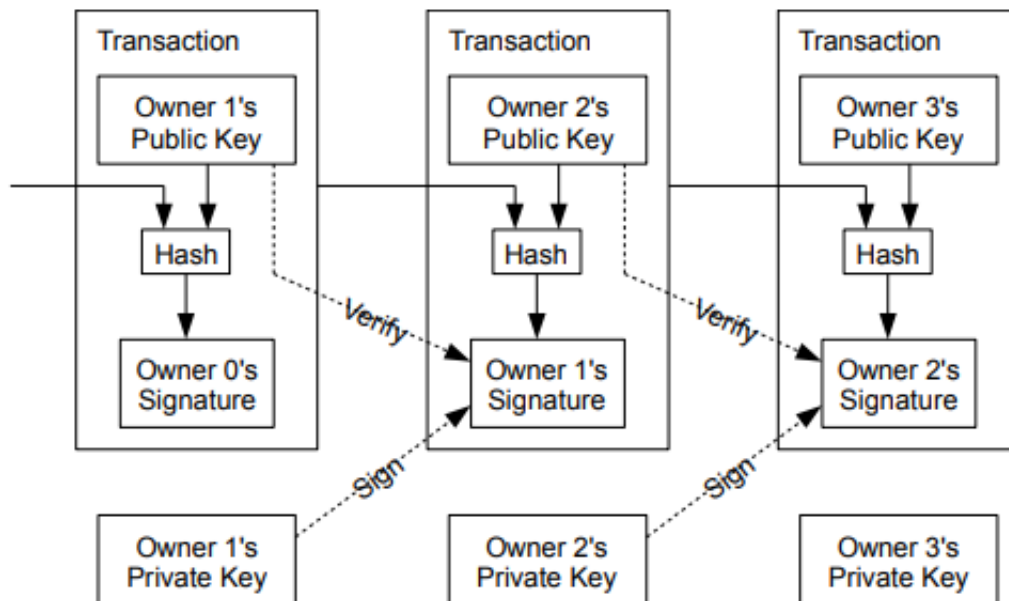 Transaction
Owner 1's
Public Key
Hash
Verify
Owner 0's
Signature
Transaction
Owner 2's
Public Key
Hash
Verify
Owner 1's
Signature
Transaction
Owner 3's
Public Key
Hash
Owner 2's
Signature
Sign
Sign
Owner 1's
Private Key
Owner 2's
Private Key
Owner 3's
Private Key